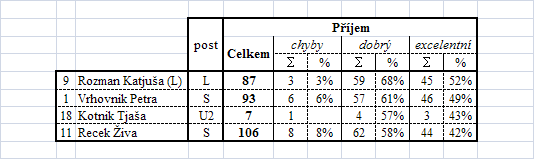 Příjem
post Celkem chyby dobrý excelentní
Σ % Σ % Σ %
9 Rozman Katjuša (L) L 87 3 3% 59 68% 45 52%
1 Vrhovnik Petra S 93 6 6% 57 61% 46 49%
18 Kotnik Tjaša U2 7 1 4 57% 3 43%
11 Recek Živa S 106 8 8% 62 58% 44 42%